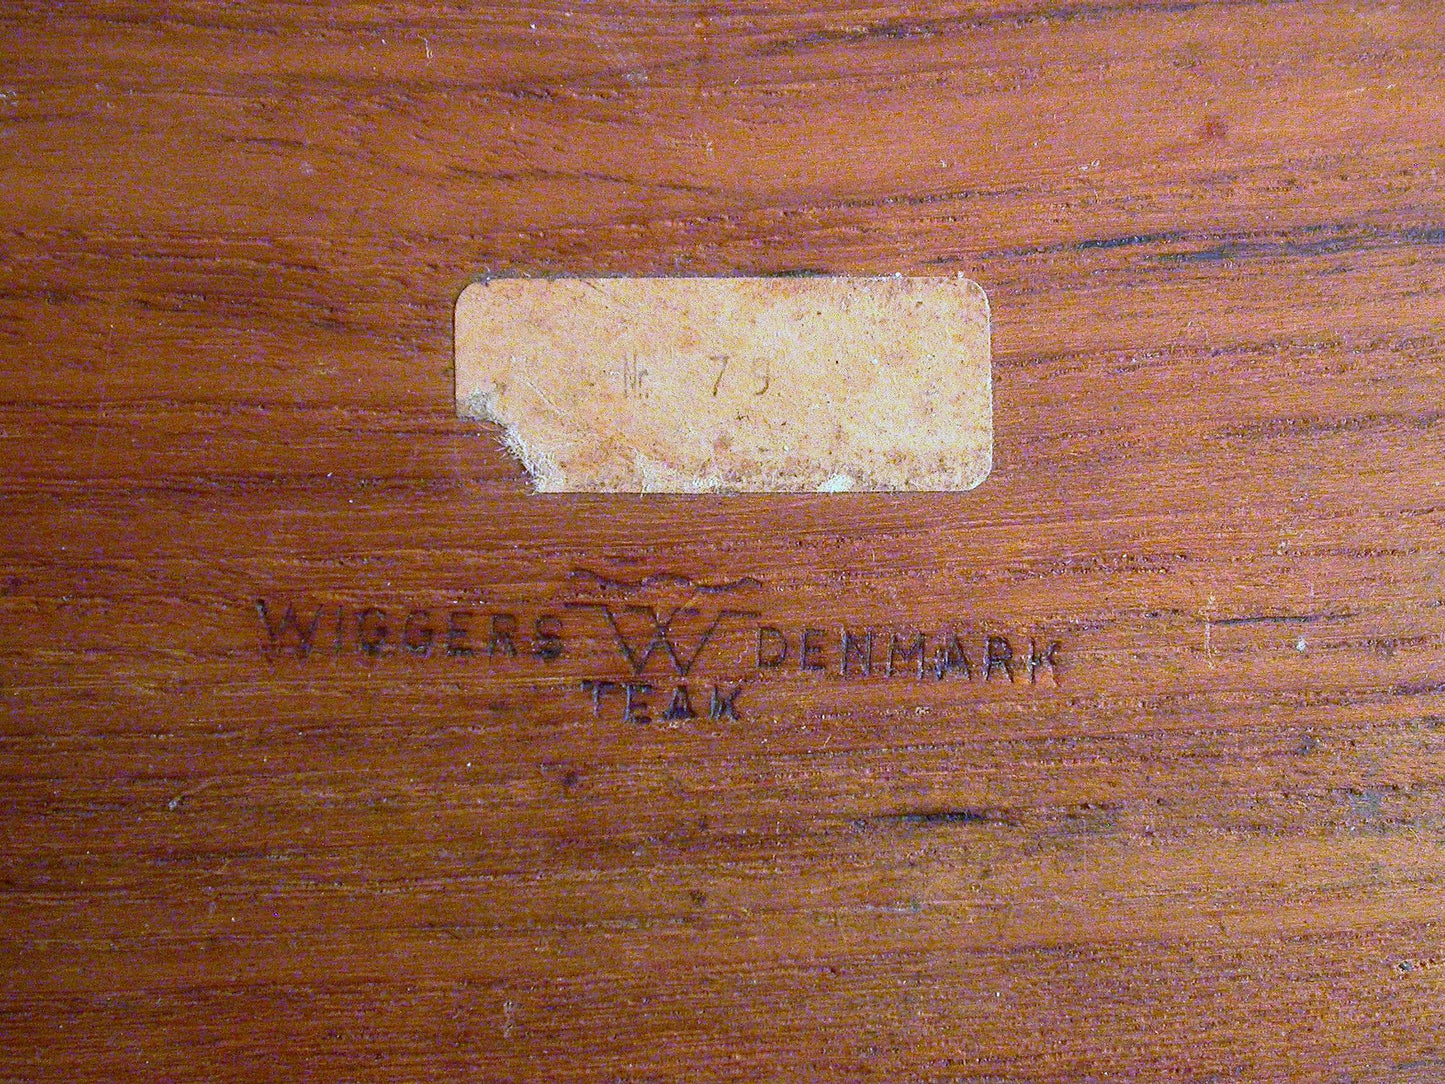 Nr. 79
WIGGERS W DENMARK
TEAK